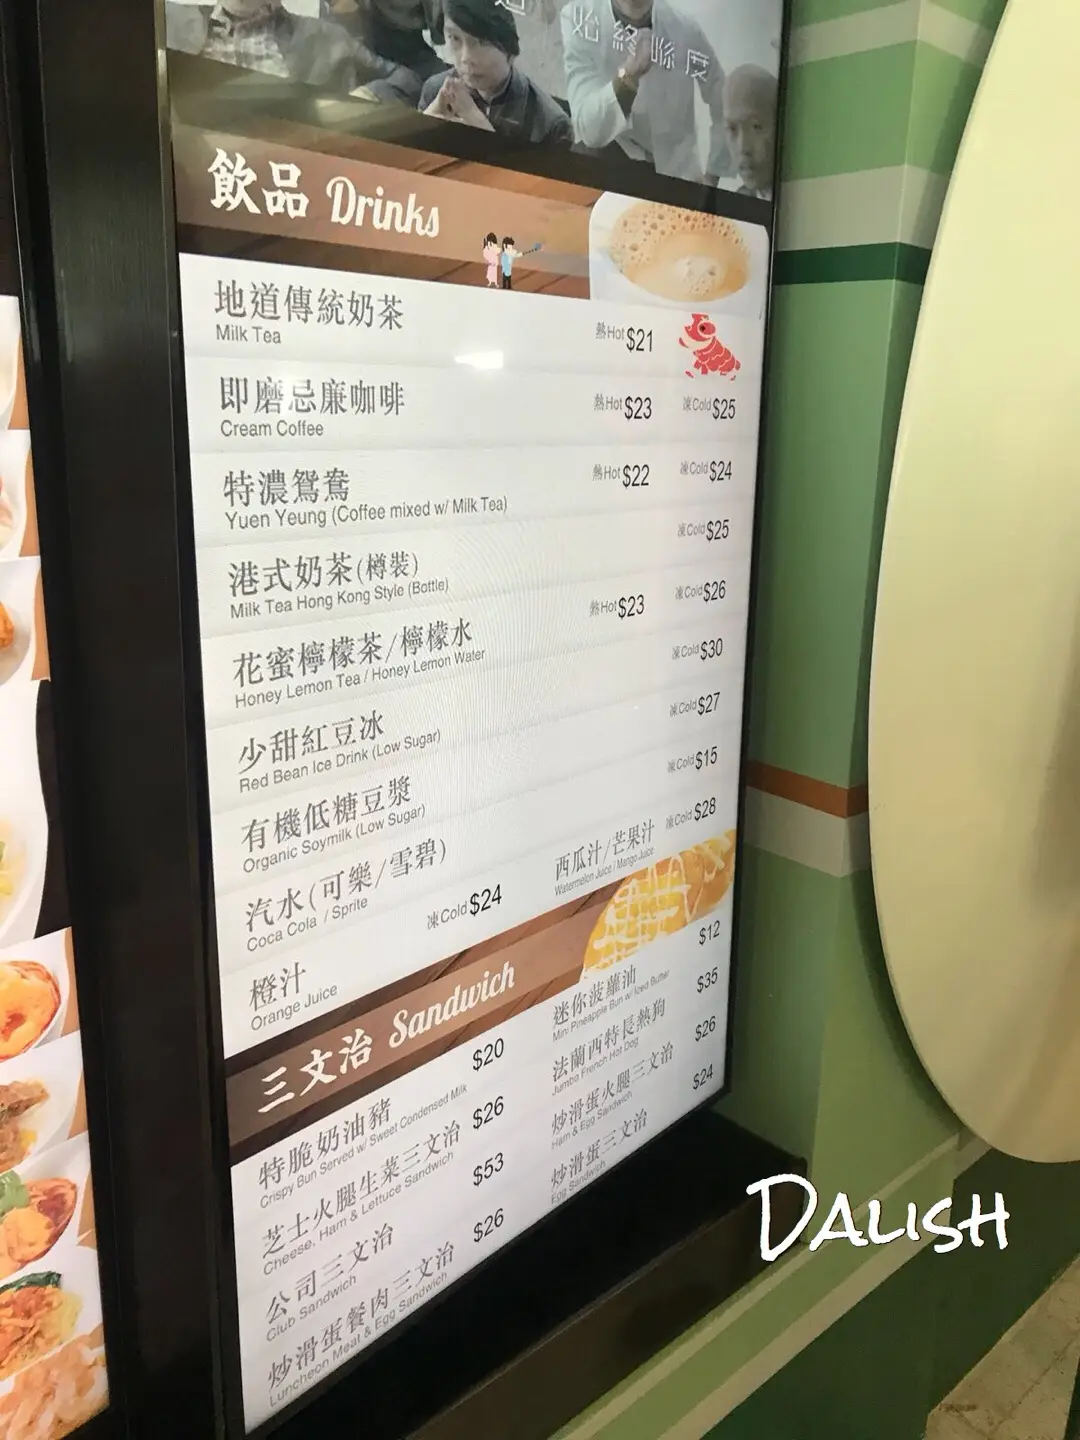 始終喺度
飲品 Drinks
地道傳統奶茶
Milk Tea
熱Hot $21
即磨忌廉咖啡
Cream Coffee
熱Hot $23 凍Cold $25
特濃鴛鴦
Yuen Yeung (Coffee mixed w/ Milk Tea)
熱Hot $22 凍Cold $24
港式奶茶(樽裝)
Milk Tea Hong Kong Style (Bottle)
凍Cold $25
花蜜檸檬茶/檸檬水
Honey Lemon Tea / Honey Lemon Water
熱Hot $23 凍Cold $26
少甜紅豆冰
Red Bean Ice Drink (Low Sugar)
凍Cold $30
有機低糖豆漿
Organic Soymilk (Low Sugar)
凍Cold $27
汽水(可樂/雪碧)
Coca Cola / Sprite
凍Cold $15
橙汁
Orange Juice
凍Cold $24
西瓜汁/芒果汁
Watermelon Juice / Mango Juice
凍Cold $28
三文治 Sandwich
特脆奶油豬
Crispy Bun Served w/ Sweet Condensed Milk
$20
芝士火腿生菜三文治
Cheese, Ham & Lettuce Sandwich
$26
公司三文治
Club Sandwich
$53
炒滑蛋餐肉三文治
Luncheon Meat & Egg Sandwich
$26
迷你菠蘿油
Mini Pineapple Bun w/ Iced Butter
$12
法蘭西特長熱狗
Jumbo French Hot Dog
$35
炒滑蛋火腿三文治
Ham & Egg Sandwich
$26
炒滑蛋三文治
Egg Sandwich
$24
Dalish